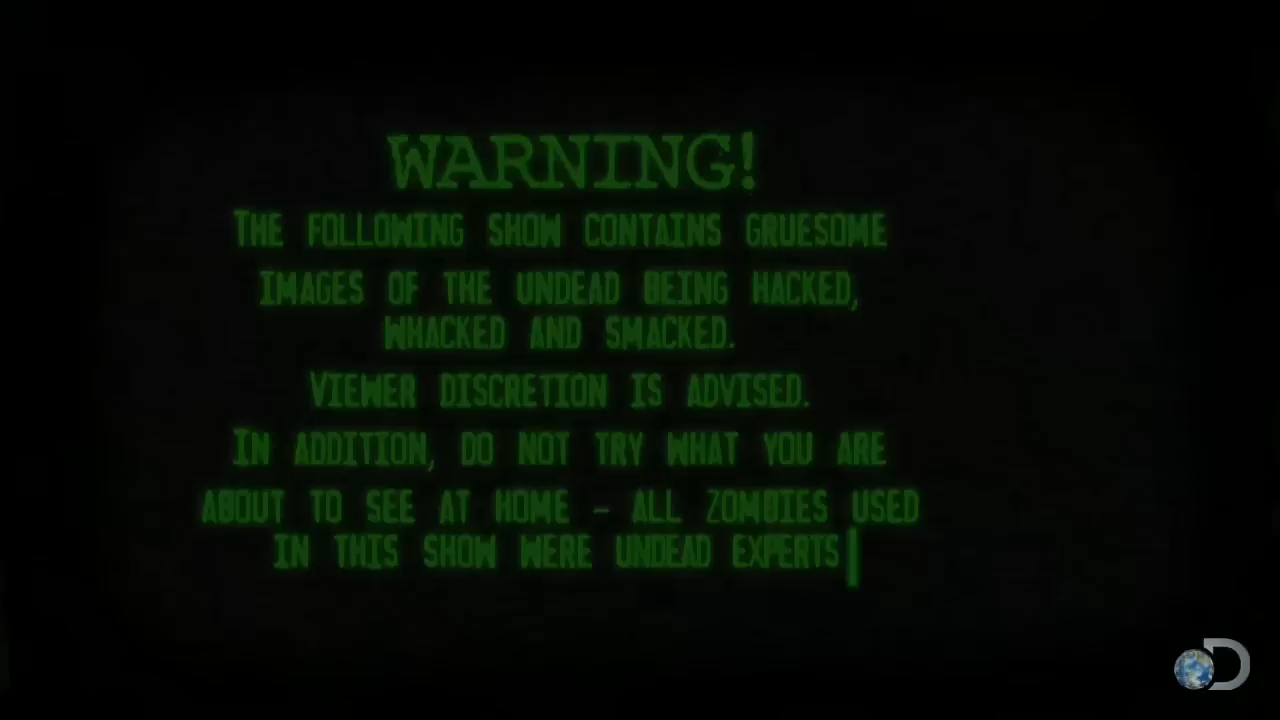 WARNING!
THE FOLLOWING SHOW CONTAINS GRUESOME
IMAGES OF THE UNDEAD BEING HACKED,
WHACKED AND SMACKED.
VIEWER DISCRETION IS ADVISED.
IN ADDITION, DO NOT TRY WHAT YOU ARE
ABOUT TO SEE AT HOME - ALL ZOMBIES USED
IN THIS SHOW WERE UNDEAD EXPERTS
D